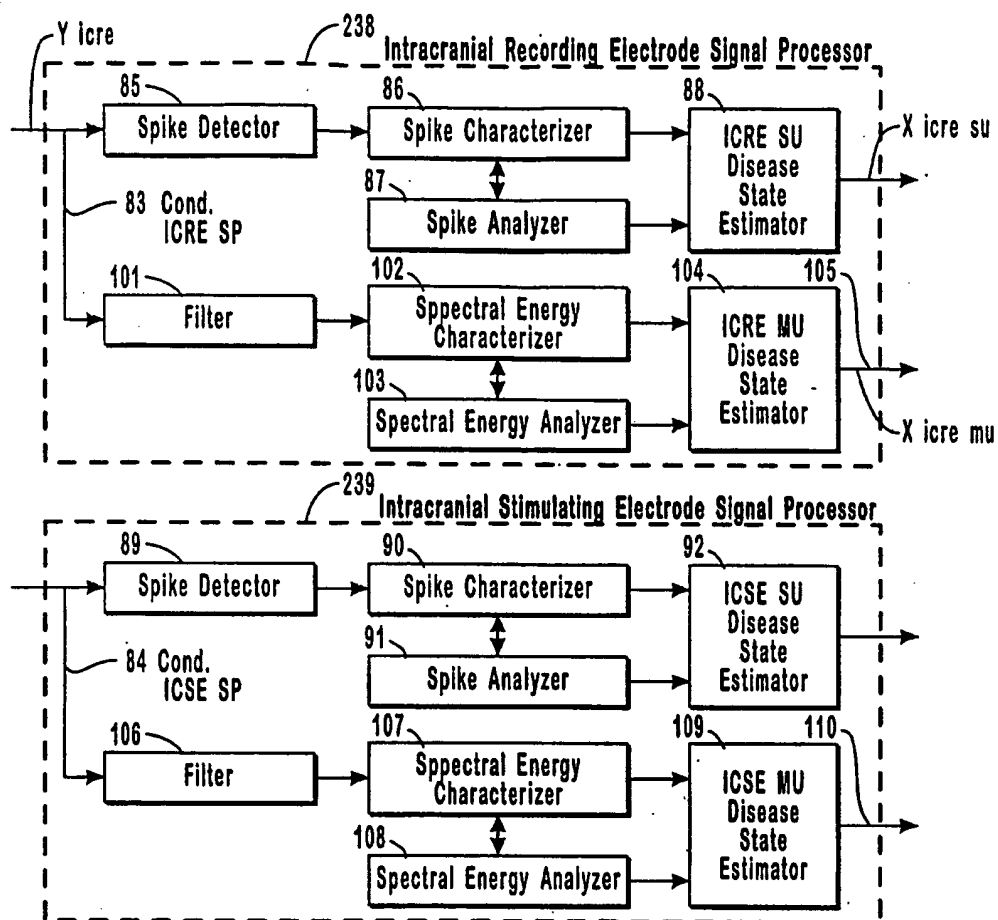 Y icre
238
Intracranial Recording Electrode Signal Processor
85
Spike Detector
86
Spike Characterizer
88
ICRE SU
Disease
State
Estimator
X icre su
83 Cond.
ICRE SP
87
Spike Analyzer
101
Filter
102
Sppectral Energy
Characterizer
104
105
ICRE MU
Disease
State
Estimator
103
Spectral Energy Analyzer
X icre mu
239
Intracranial Stimulating Electrode Signal Processor
89
Spike Detector
90
Spike Characterizer
92
ICSE SU
Disease
State
Estimator
84 Cond.
ICSE SP
91
Spike Analyzer
106
Filter
107
Sppectral Energy
Characterizer
109
110
ICSE MU
Disease
State
Estimator
108
Spectral Energy Analyzer